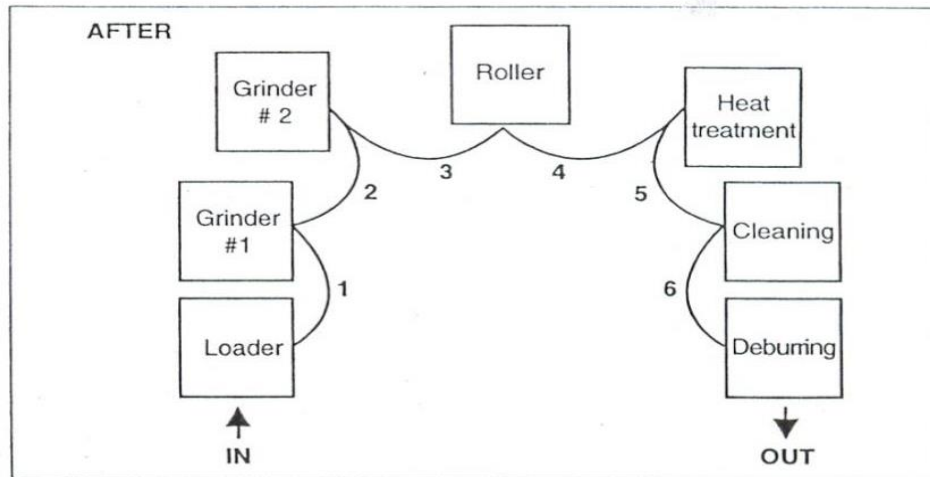 AFTER
Grinder
# 2
Roller
Heat
treatment
3
4
2
5
Grinder
#1
Cleaning
1
6
Loader
Deburring
IN
OUT